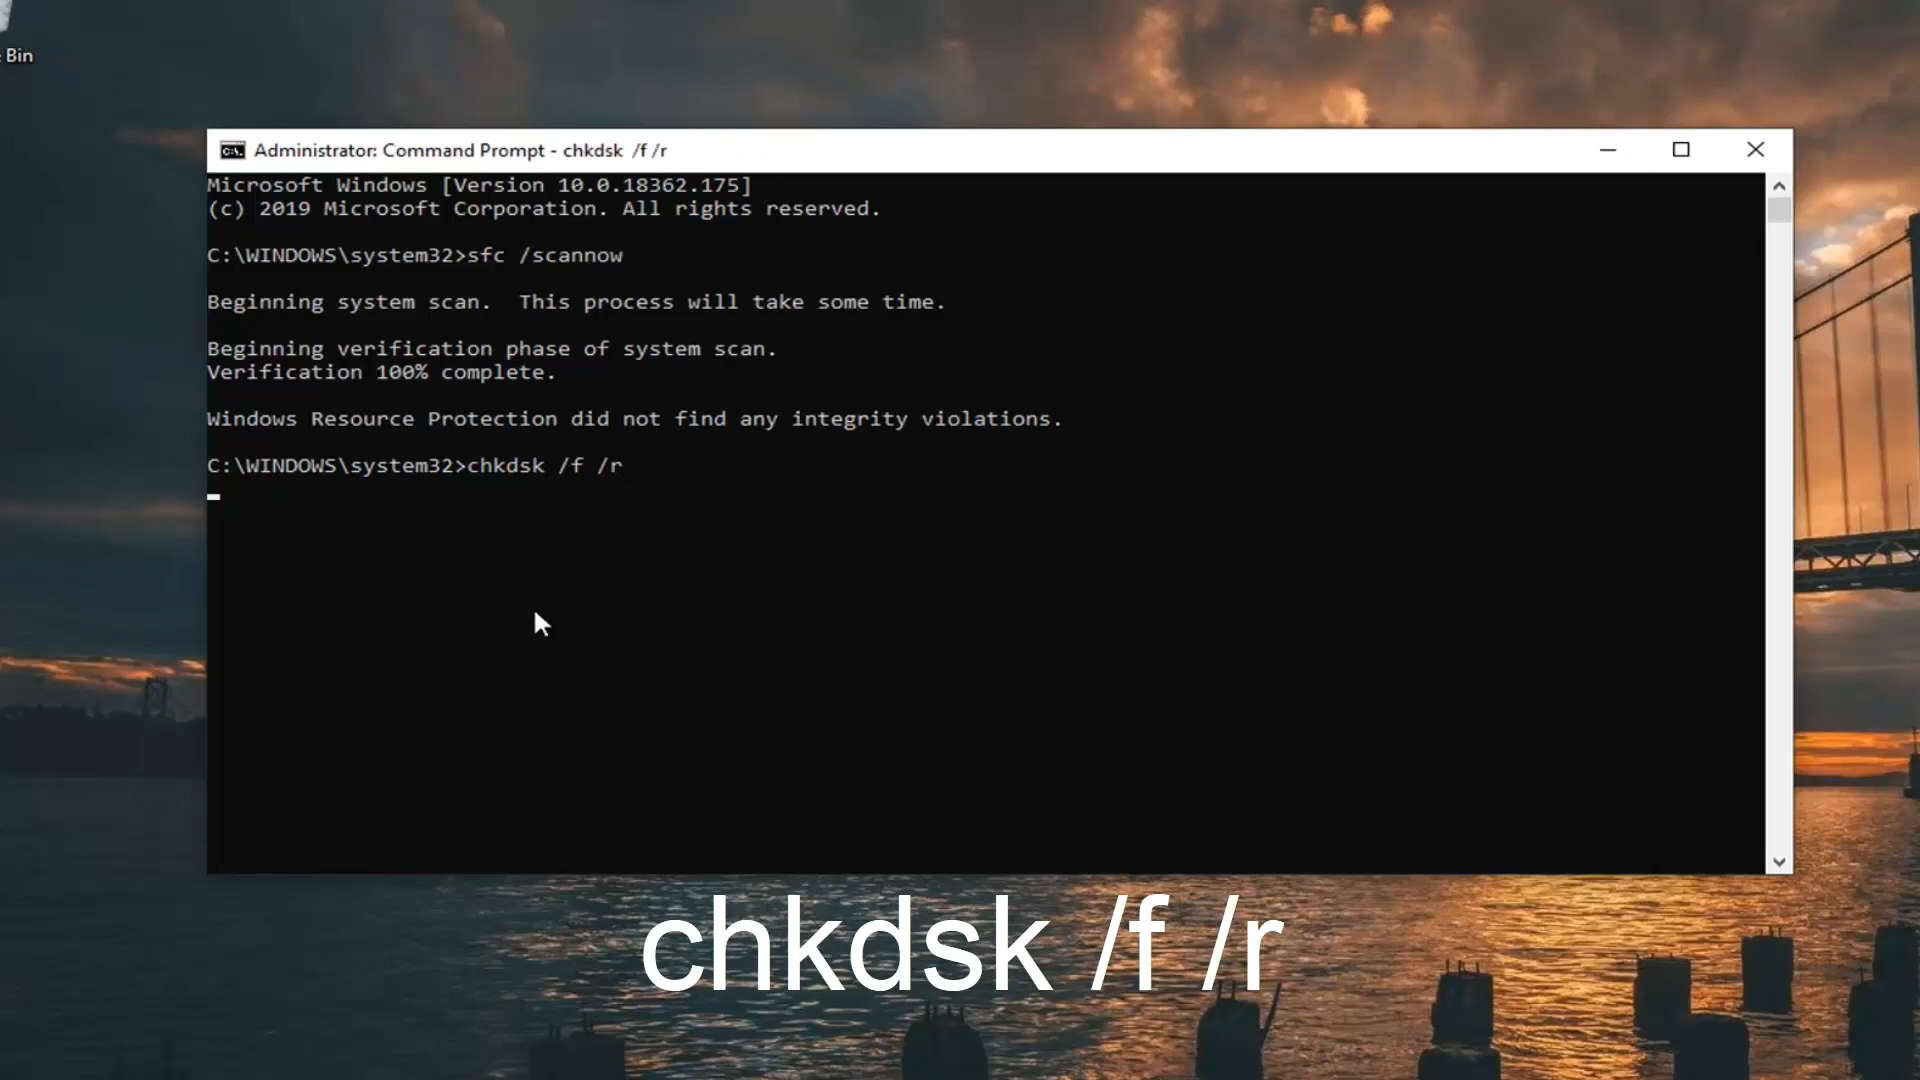 Bin
Administrator: Command Prompt - chkdsk /f /r
Microsoft Windows [Version 10.0.18362.175]
(c) 2019 Microsoft Corporation. All rights reserved.
C:\WINDOWS\system32>sfc /scannow
Beginning system scan.  This process will take some time.
Beginning verification phase of system scan.
Verification 100% complete.
Windows Resource Protection did not find any integrity violations.
C:\WINDOWS\system32>chkdsk /f /r
chkdsk /f /r